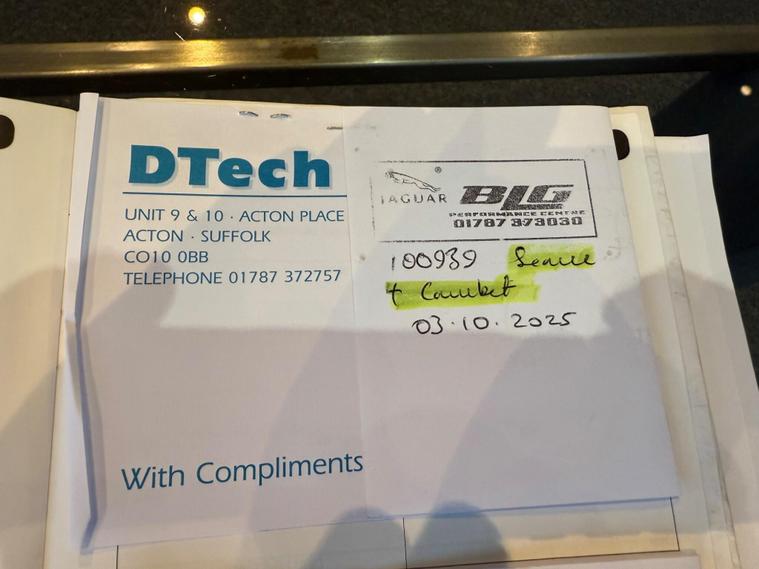 DTech
UNIT 9 & 10 · ACTON PLACE
ACTON · SUFFOLK
CO10 0BB
TELEPHONE 01787 372757
With Compliments
JAGUAR
BLG
PERFORMANCE CENTRE
01787 373030
100939 Service
+ Cambelt
03.10.2025